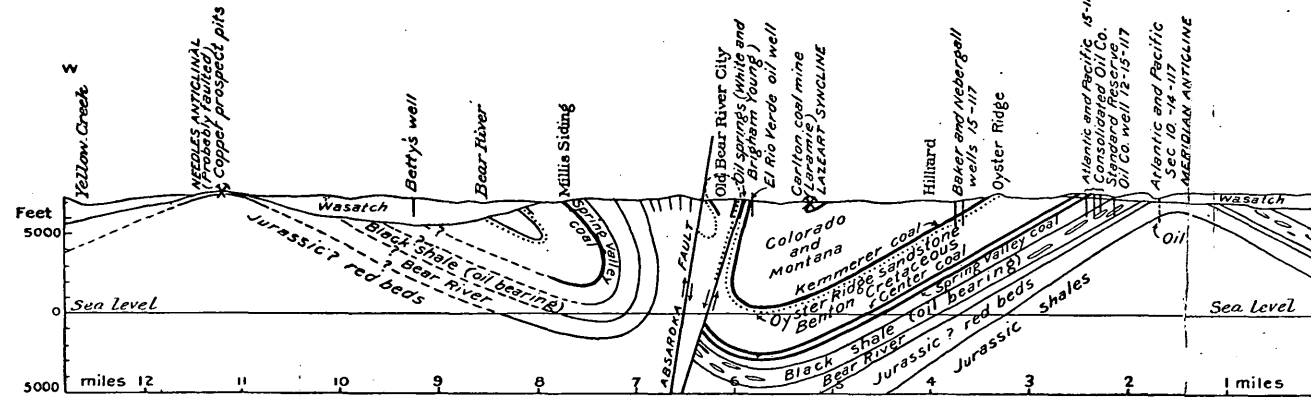 W
Yellow Creek
NEEDLES ANTICLINAL
(Probably faulted)
Copper prospect pits
Betty's well
Bear River
Millis Siding
Old Bear River City
Oil springs (White and
Brigham Young)
El Rio Verde oil well
Carlton coal mine
(Laramie)
LAZEART SYNCLINE
Hilliard
Baker and Nebergall
wells 15-117
Oyster Ridge
Atlantic and Pacific
Consolidated Oil Co.
Standard Reserve
Oil Co. well 12-15-117
Atlantic and Pacific
Sec. 10.-14-117
MERIDIAN ANTICLINE
Feet
5000
Sea level
0
5000
Wasatch
?
?
Black shale (oil bearing)
? Bear River
Jurassic? red beds
Spring Valley
coal
ABSAROKA FAULT
Colorado
and
Montana
Kemmerer coal
Oyster Ridge sandstone
Benton Cretaceous
Center coal
Spring Valley coal
Black shale (oil bearing)
Bear River
Jurassic ? red beds
Jurassic shales
Oil
Wasatch
Sea Level
miles 12 11 10 9 8 7 6 5 4 3 2 1 miles